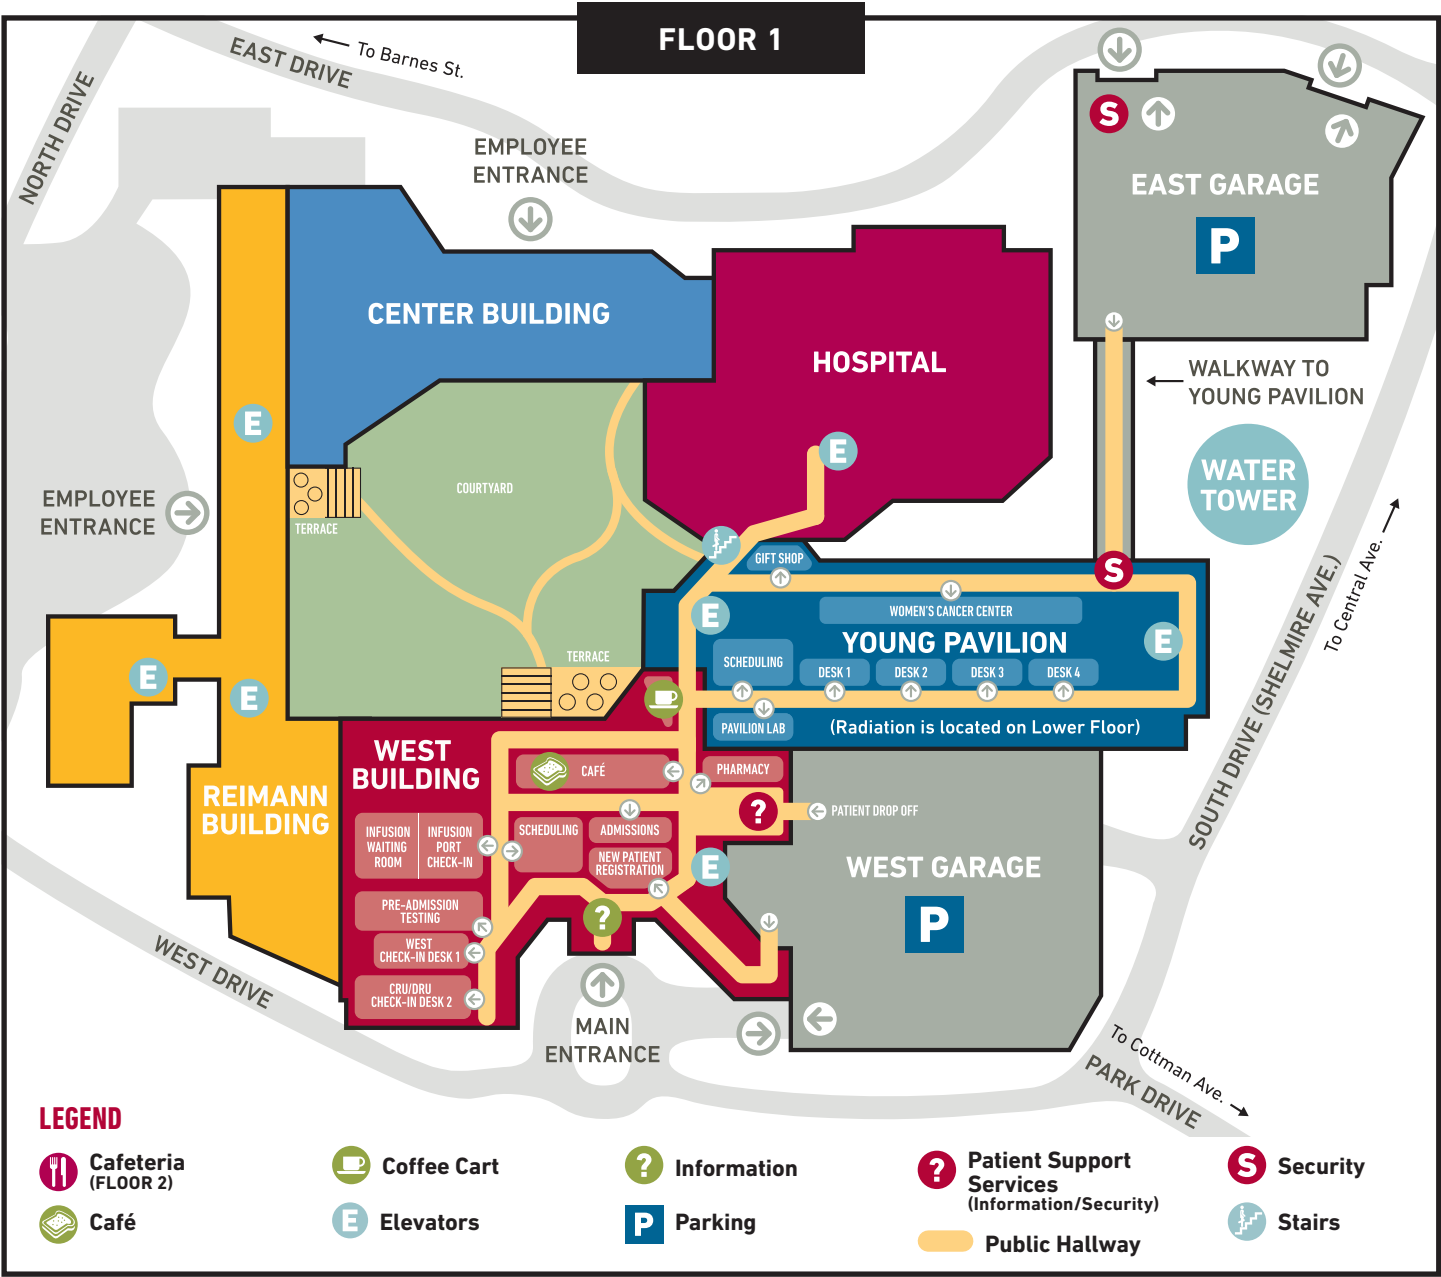 FLOOR 1
To Barnes St.
EAST DRIVE
NORTH DRIVE
EMPLOYEE
ENTRANCE
S
EAST GARAGE
P
CENTER BUILDING
HOSPITAL
WALKWAY TO
YOUNG PAVILION
WATER
TOWER
E
E
COURTYARD
EMPLOYEE
ENTRANCE
TERRACE
GIFT SHOP
S
WOMEN'S CANCER CENTER
E
YOUNG PAVILION
E
SCHEDULING
DESK 1
DESK 2
DESK 3
DESK 4
TERRACE
PAVILION LAB
(Radiation is located on Lower Floor)
To Central Ave.
SOUTH DRIVE (SHELMIRE AVE.)
E
E
WEST
BUILDING
REIMANN
BUILDING
CAFÉ
PHARMACY
?
PATIENT DROP OFF
INFUSION
WAITING
ROOM
INFUSION
PORT
CHECK-IN
SCHEDULING
ADMISSIONS
NEW PATIENT
REGISTRATION
E
WEST GARAGE
P
PRE-ADMISSION
TESTING
WEST
CHECK-IN DESK 1
CRU/DRU
CHECK-IN DESK 2
?
WEST DRIVE
MAIN
ENTRANCE
To Cottman Ave.
PARK DRIVE
LEGEND
Cafeteria
(FLOOR 2)
Café
Coffee Cart
E
Elevators
?
Information
P
Parking
?
Patient Support
Services
(Information/Security)
Public Hallway
S
Security
Stairs